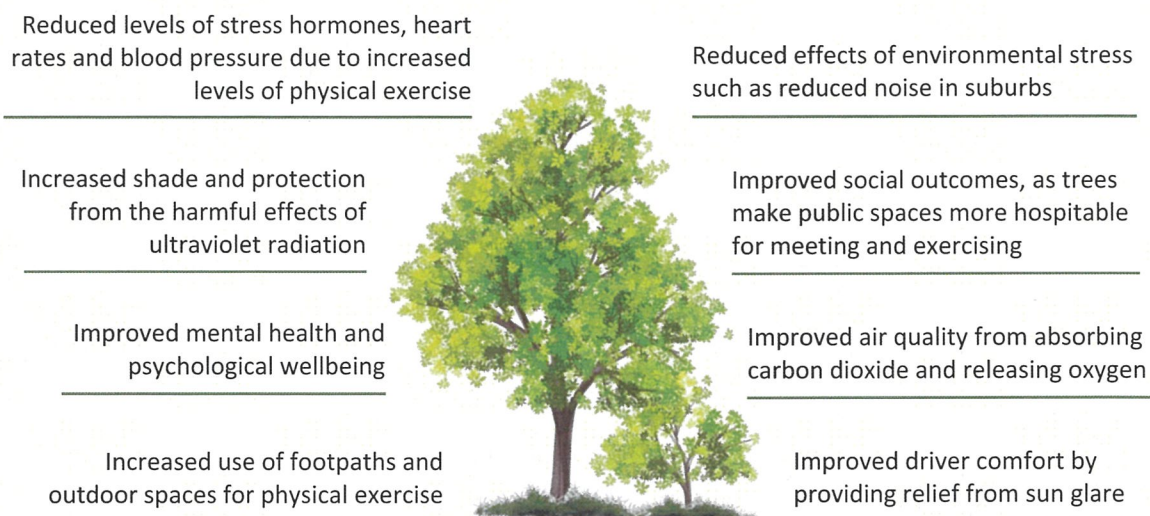 Reduced levels of stress hormones, heart
rates and blood pressure due to increased
levels of physical exercise
Increased shade and protection
from the harmful effects of
ultraviolet radiation
Improved mental health and
psychological wellbeing
Increased use of footpaths and
outdoor spaces for physical exercise
Reduced effects of environmental stress
such as reduced noise in suburbs
Improved social outcomes, as trees
make public spaces more hospitable
for meeting and exercising
Improved air quality from absorbing
carbon dioxide and releasing oxygen
Improved driver comfort by
providing relief from sun glare